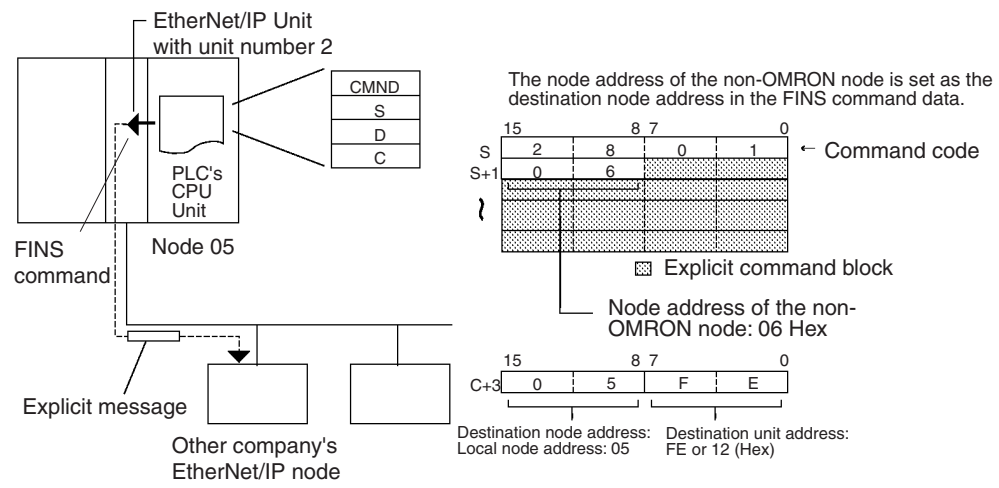 EtherNet/IP Unit
with unit number 2
CMND
S
D
C
PLC's
CPU
Unit
FINS
command
Node 05
Explicit message
Other company's
EtherNet/IP node
The node address of the non-OMRON node is set as the
destination node address in the FINS command data.
15 8 7 0
S 2 8 0 1 ← Command code
S+1 0 6
Explicit command block
Node address of the non-
OMRON node: 06 Hex
15 8 7 0
C+3 0 5 F E
Destination node address:
Local node address: 05
Destination unit address:
FE or 12 (Hex)